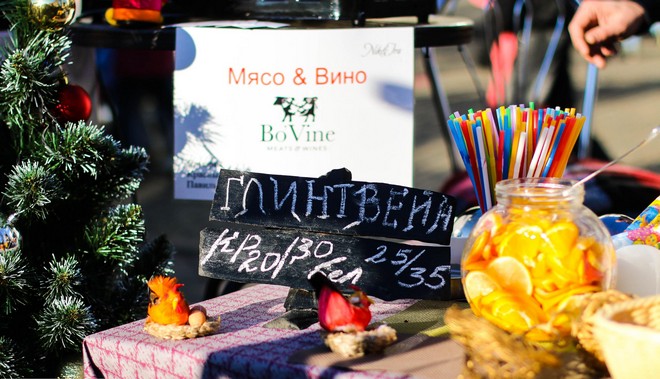 Мясо & Вино
BoVine
MEATS & WINES
ГЛИНТВЕЙН
КР 20/30
бел 25/35